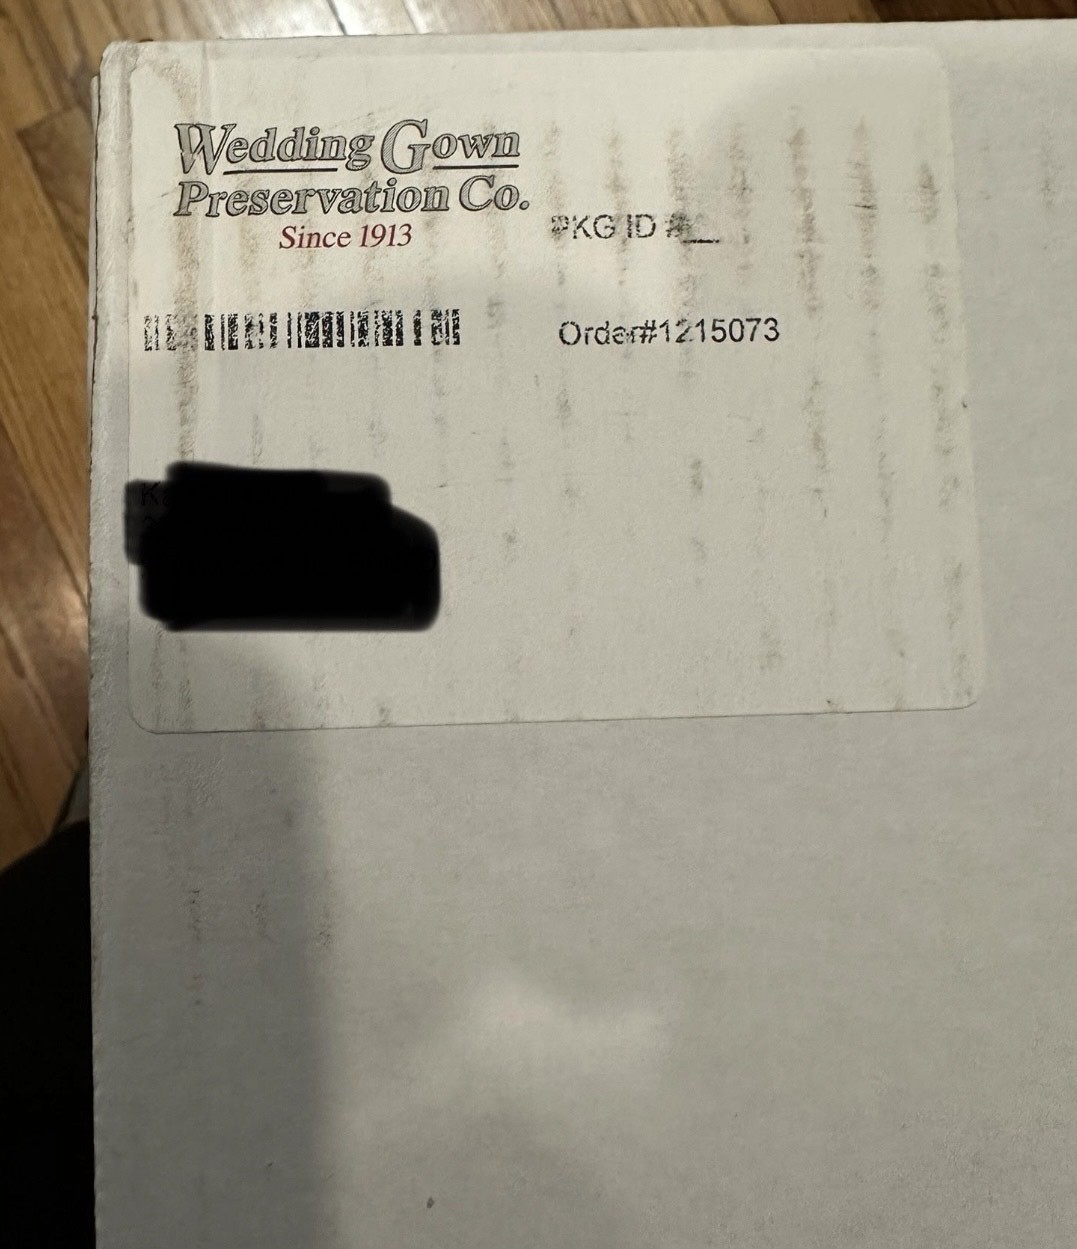 Wedding Gown
Preservation Co.
Since 1913
PKG ID #_
Order#1215073